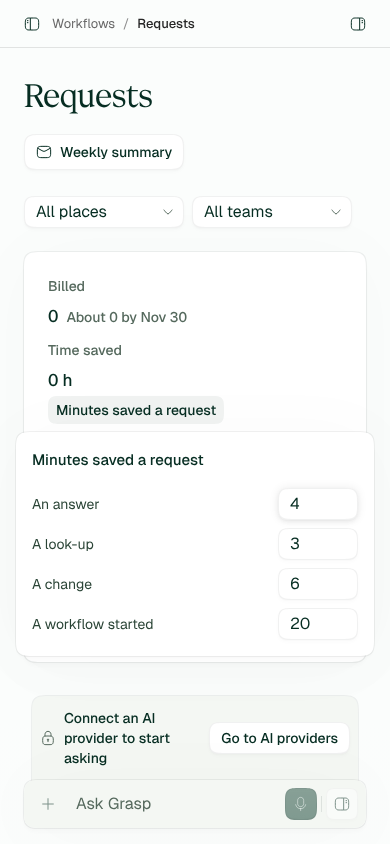 Workflows / Requests
Requests
Weekly summary
All places
All teams
Billed
0 About 0 by Nov 30
Time saved
0 h
Minutes saved a request
Minutes saved a request
An answer 4
A look-up 3
A change 6
A workflow started 20
Connect an AI
provider to start
asking
Go to AI providers
Ask Grasp